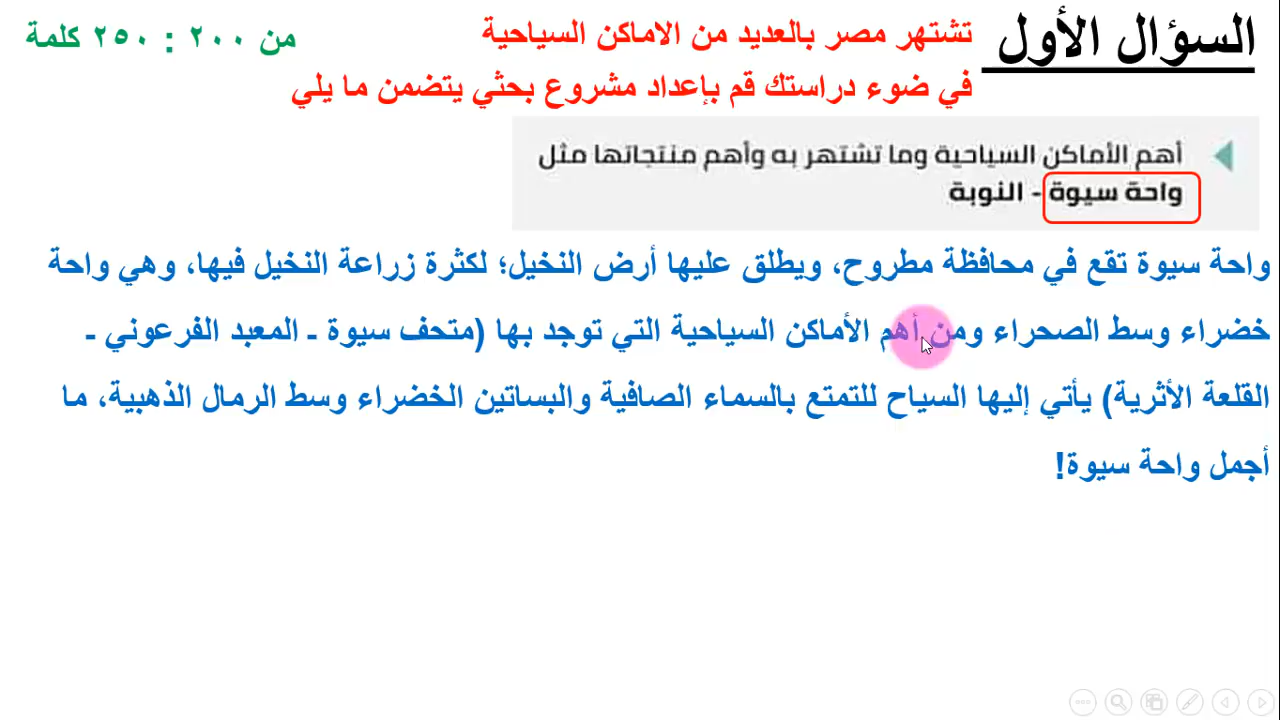 السؤال الأول
تشتهر مصر بالعديد من الاماكن السياحية
من ٢٠٠ : ٢٥٠ كلمة
في ضوء دراستك قم بإعداد مشروع بحثي يتضمن ما يلي
أهم الأماكن السياحية وما تشتهر به وأهم منتجاتها مثل
واحة سيوة - النوبة
واحة سيوة تقع في محافظة مطروح، ويطلق عليها أرض النخيل؛ لكثرة زراعة النخيل فيها، وهي واحة
خضراء وسط الصحراء ومن أهم الأماكن السياحية التي توجد بها (متحف سيوة ـ المعبد الفرعوني ـ
القلعة الأثرية) يأتي إليها السياح للتمتع بالسماء الصافية والبساتين الخضراء وسط الرمال الذهبية، ما
أجمل واحة سيوة!